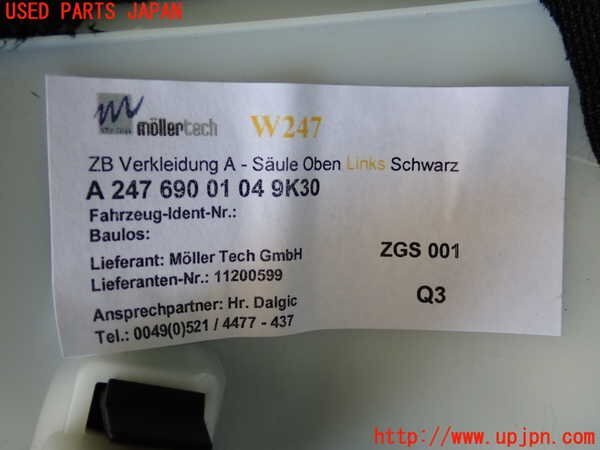 USED PARTS JAPAN
möllertech W247
ZB Verkleidung A - Säule Oben Links Schwarz
A 247 690 01 04 9K30
Fahrzeug-Ident-Nr.:
Baulos:
Lieferant: Möller Tech GmbH ZGS 001
Lieferanten-Nr.: 11200599
Q3
Ansprechpartner: Hr. Dalgic
Tel.: 0049(0)521 / 4477 - 437
http://www.upjpn.com/